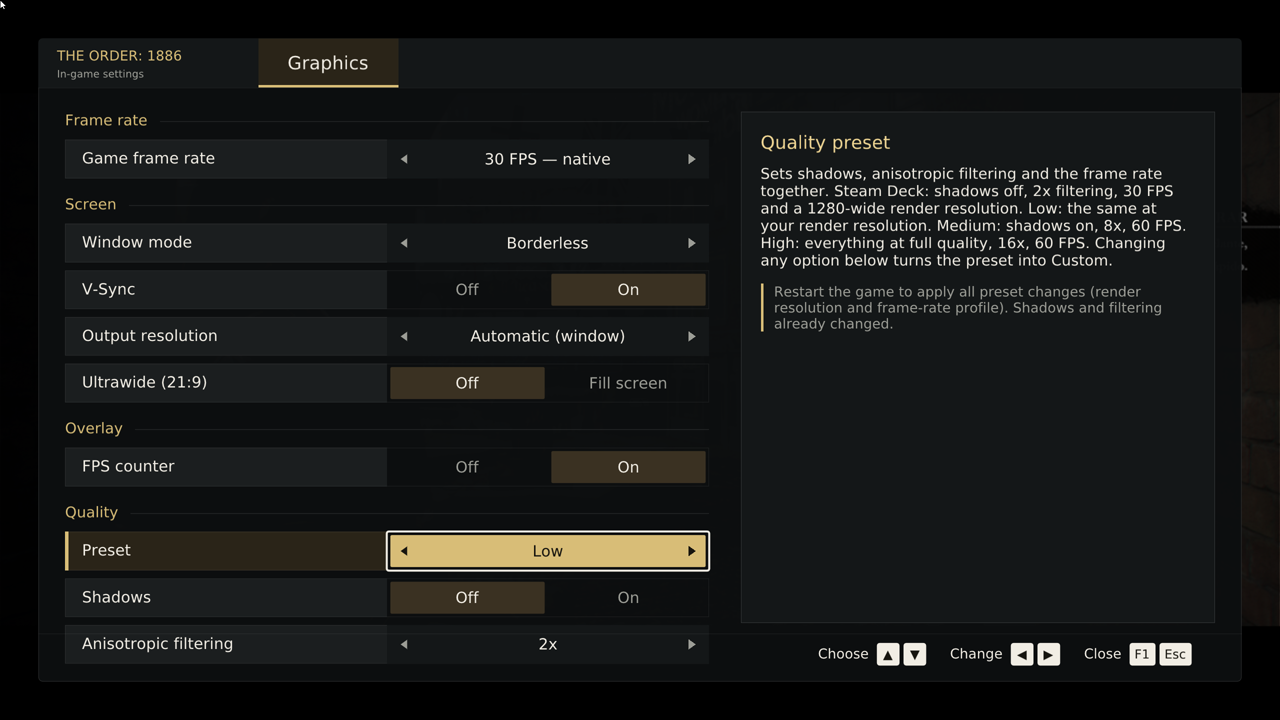 THE ORDER: 1886
In-game settings
Graphics
Frame rate
Game frame rate
30 FPS — native
Screen
Window mode
Borderless
V-Sync
Off
On
Output resolution
Automatic (window)
Ultrawide (21:9)
Off
Fill screen
Overlay
FPS counter
Off
On
Quality
Preset
Low
Shadows
Off
On
Anisotropic filtering
2x
Quality preset
Sets shadows, anisotropic filtering and the frame rate
together. Steam Deck: shadows off, 2x filtering, 30 FPS
and a 1280-wide render resolution. Low: the same at
your render resolution. Medium: shadows on, 8x, 60 FPS.
High: everything at full quality, 16x, 60 FPS. Changing
any option below turns the preset into Custom.
Restart the game to apply all preset changes (render
resolution and frame-rate profile). Shadows and filtering
already changed.
Choose ▲ ▼ Change ◀ ▶ Close F1 Esc